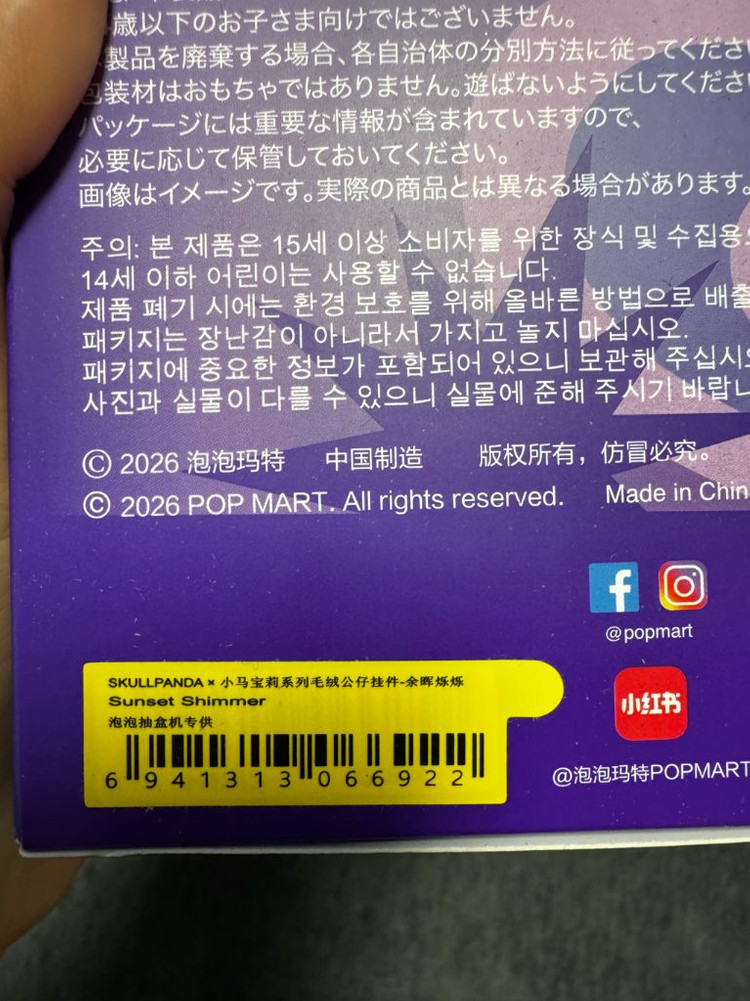 歳以下のお子さま向けではございません。
製品を廃棄する場合、各自治体の分別方法に従ってくださ
包装材はおもちゃではありません。遊ばないようにしてくださ
パッケージには重要な情報が含まれていますので、
必要に応じて保管しておいてください。
画像はイメージです。実際の商品とは異なる場合があります。
주의: 본 제품은 15세 이상 소비자를 위한 장식 및 수집용
14세 이하 어린이는 사용할 수 없습니다.
제품 폐기 시에는 환경 보호를 위해 올바른 방법으로 배출
패키지는 장난감이 아니라서 가지고 놀지 마십시오.
패키지에 중요한 정보가 포함되어 있으니 보관해 주십시오
사진과 실물이 다를 수 있으니 실물에 준해 주시기 바랍니
© 2026 泡泡玛特 中国制造 版权所有，仿冒必究。
© 2026 POP MART. All rights reserved. Made in Chin
@popmart
小红书
@泡泡玛特POPMART
SKULLPANDA × 小马宝莉系列毛绒公仔挂件-余晖烁烁
Sunset Shimmer
泡泡抽盒机专供
6 941313 066922